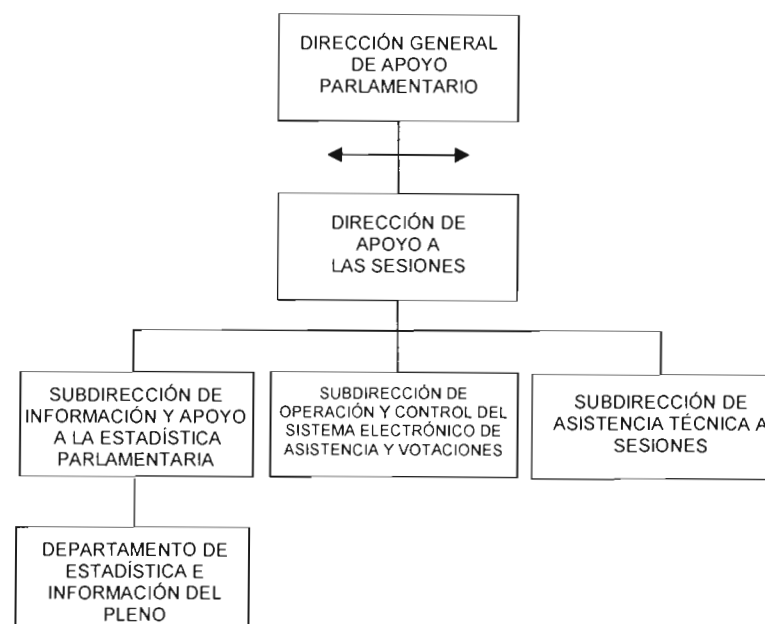 DIRECCIÓN GENERAL
DE APOYO
PARLAMENTARIO
DIRECCIÓN DE
APOYO A
LAS SESIONES
SUBDIRECCIÓN DE
INFORMACIÓN Y APOYO
A LA ESTADÍSTICA
PARLAMENTARIA
SUBDIRECCIÓN DE
OPERACIÓN Y CONTROL DEL
SISTEMA ELECTRÓNICO DE
ASISTENCIA Y VOTACIONES
SUBDIRECCIÓN DE
ASISTENCIA TÉCNICA A
SESIONES
DEPARTAMENTO DE
ESTADÍSTICA E
INFORMACIÓN DEL
PLENO